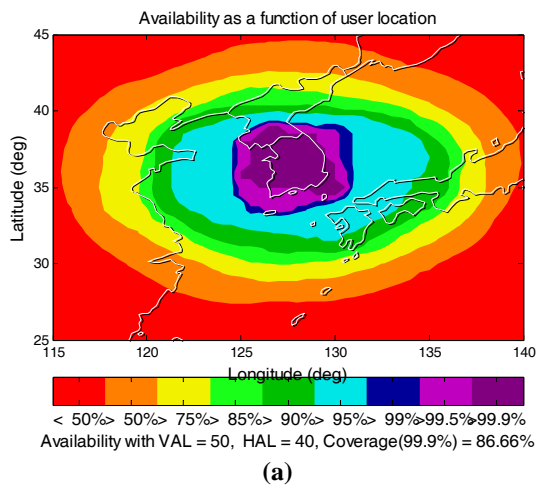 Availability as a function of user location
45
40
35
30
25
Latitude (deg)
115 120 125 130 135 140
Longitude (deg)
< 50% > 50% > 75% > 85% > 90% > 95% > 99% >99.5% >99.9%
Availability with VAL = 50, HAL = 40, Coverage(99.9%) = 86.66%
(a)